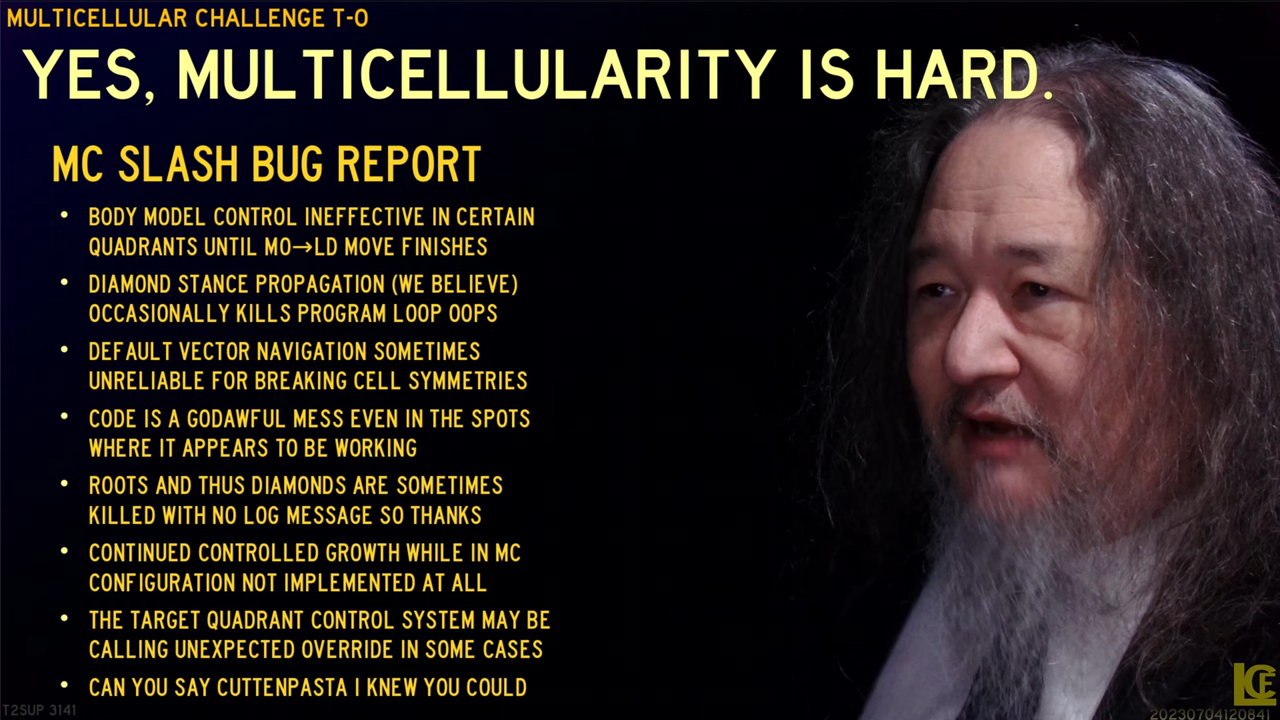 MULTICELLULAR CHALLENGE T-0
YES, MULTICELLULARITY IS HARD.
MC SLASH BUG REPORT
• BODY MODEL CONTROL INEFFECTIVE IN CERTAIN
QUADRANTS UNTIL MO→LD MOVE FINISHES
• DIAMOND STANCE PROPAGATION (WE BELIEVE)
OCCASIONALLY KILLS PROGRAM LOOP OOPS
• DEFAULT VECTOR NAVIGATION SOMETIMES
UNRELIABLE FOR BREAKING CELL SYMMETRIES
• CODE IS A GODAWFUL MESS EVEN IN THE SPOTS
WHERE IT APPEARS TO BE WORKING
• ROOTS AND THUS DIAMONDS ARE SOMETIMES
KILLED WITH NO LOG MESSAGE SO THANKS
• CONTINUED CONTROLLED GROWTH WHILE IN MC
CONFIGURATION NOT IMPLEMENTED AT ALL
• THE TARGET QUADRANT CONTROL SYSTEM MAY BE
CALLING UNEXPECTED OVERRIDE IN SOME CASES
• CAN YOU SAY CUTTENPASTA I KNEW YOU COULD
T2SUP 3141
20230704120841